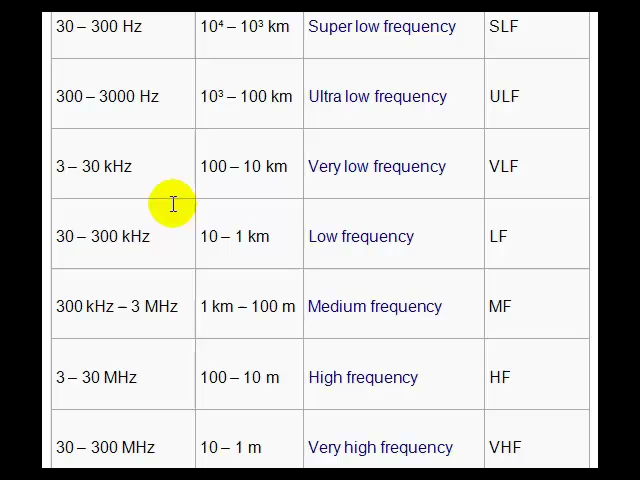 30 – 300 Hz 10⁴ – 10³ km Super low frequency SLF
300 – 3000 Hz 10³ – 100 km Ultra low frequency ULF
3 – 30 kHz 100 – 10 km Very low frequency VLF
30 – 300 kHz 10 – 1 km Low frequency LF
300 kHz – 3 MHz 1 km – 100 m Medium frequency MF
3 – 30 MHz 100 – 10 m High frequency HF
30 – 300 MHz 10 – 1 m Very high frequency VHF